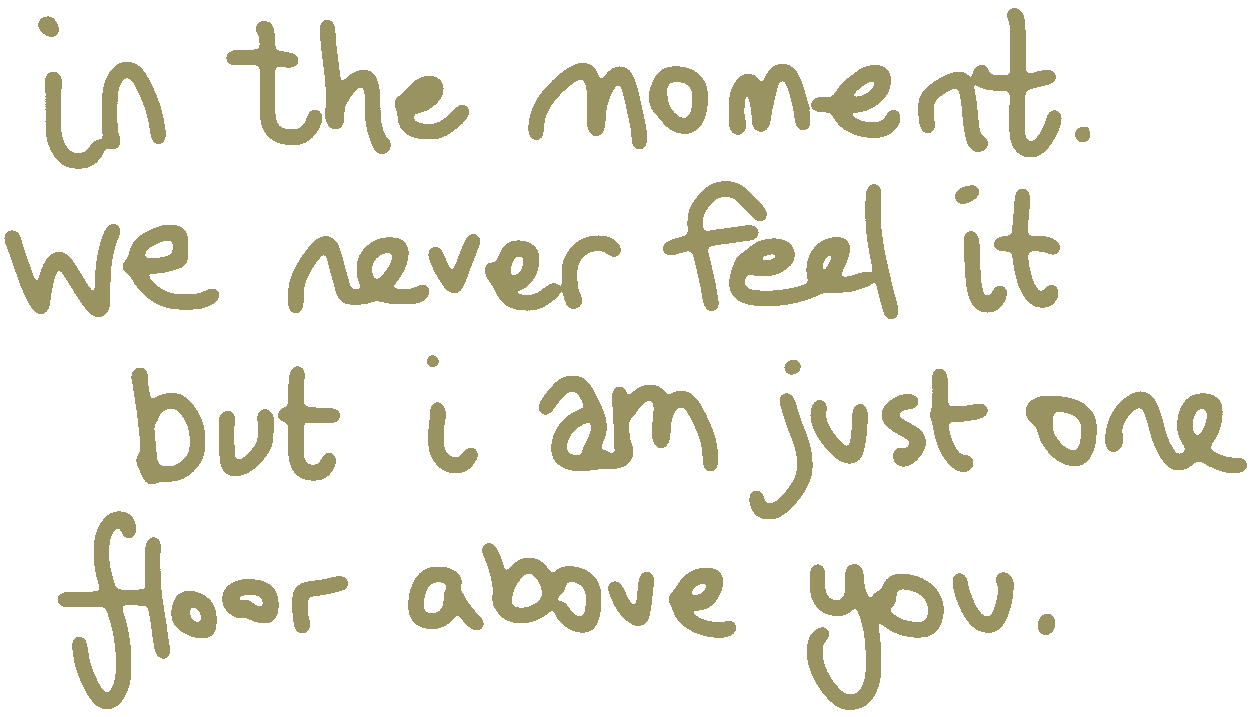 in the moment.
we never feel it
but i am just one
floor above you.